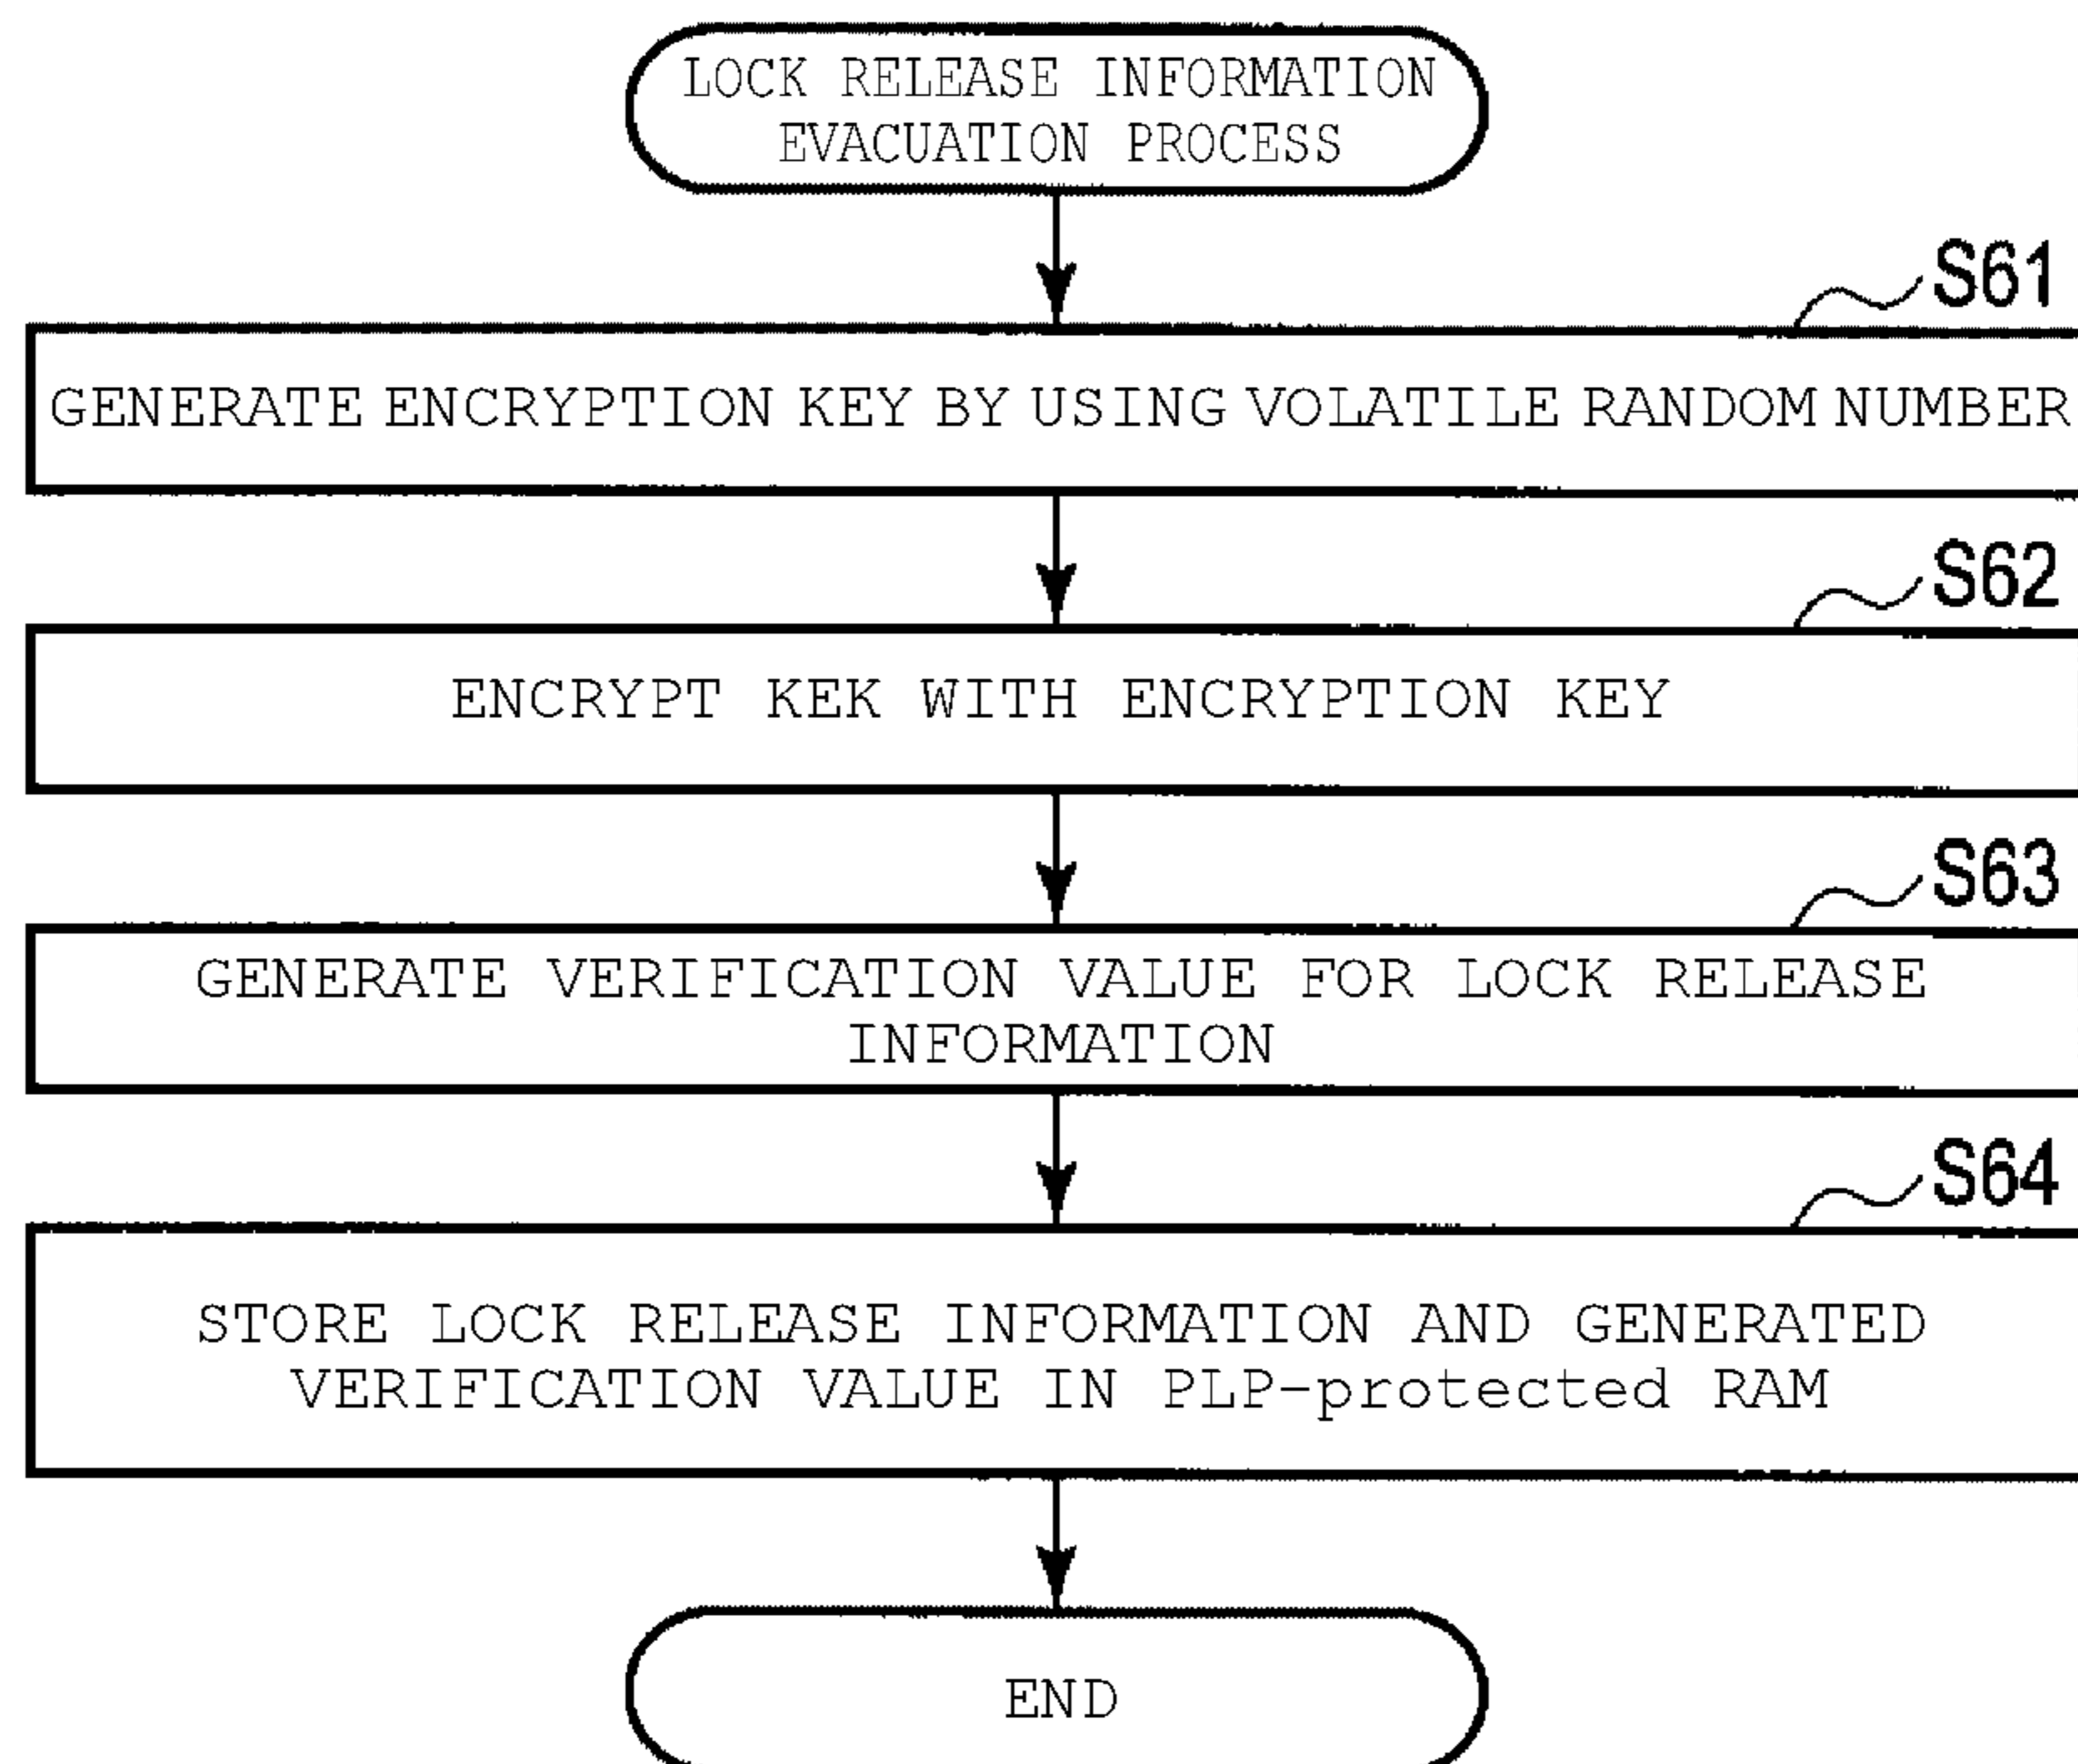 LOCK RELEASE INFORMATION
EVACUATION PROCESS
S61
GENERATE ENCRYPTION KEY BY USING VOLATILE RANDOM NUMBER
S62
ENCRYPT KEK WITH ENCRYPTION KEY
S63
GENERATE VERIFICATION VALUE FOR LOCK RELEASE
INFORMATION
S64
STORE LOCK RELEASE INFORMATION AND GENERATED
VERIFICATION VALUE IN PLP-protected RAM
END